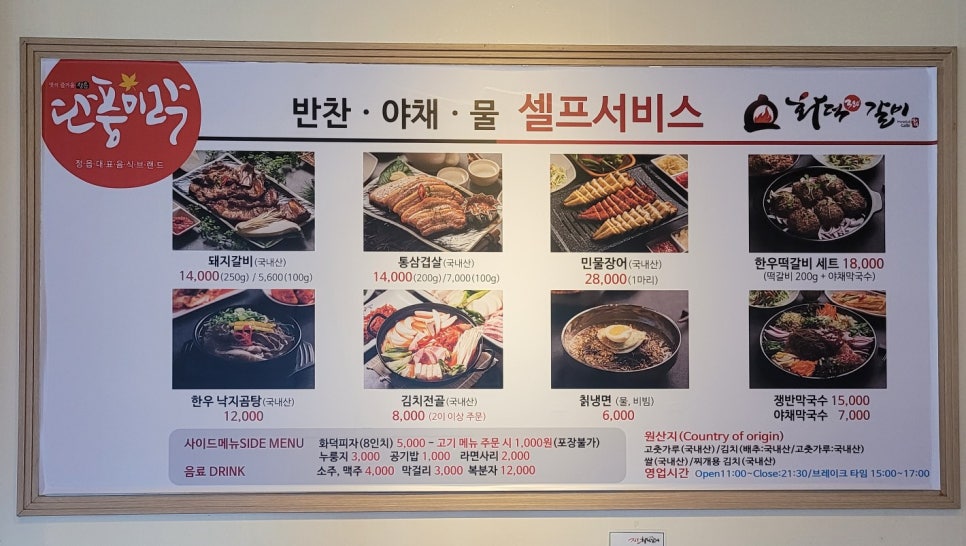 단풍미락
정·읍·대·표·음·식·브·랜·드
반찬·야채·물 셀프서비스
화덕 갈비
돼지갈비(국내산)
14,000(250g) / 5,600(100g)
통삼겹살(국내산)
14,000(200g)/7,000(100g)
민물장어(국내산)
28,000(1마리)
한우떡갈비 세트 18,000
(떡갈비 200g + 야채막국수)
한우 낙지곰탕(국내산)
12,000
김치전골(국내산)
8,000 (2인 이상 주문)
칡냉면 (물, 비빔)
6,000
쟁반막국수 15,000
야채막국수 7,000
사이드메뉴SIDE MENU 화덕피자(8인치) 5,000 - 고기 메뉴 주문 시 1,000원(포장불가)
누룽지 3,000 공기밥 1,000 라면사리 2,000
음료 DRINK 소주, 맥주 4,000 막걸리 3,000 복분자 12,000
원산지(Country of origin)
고춧가루(국내산)/김치(배추:국내산/고춧가루:국내산)
쌀(국내산)/찌개용 김치(국내산)
영업시간 Open11:00~Close:21:30/브레이크 타임 15:00~17:00